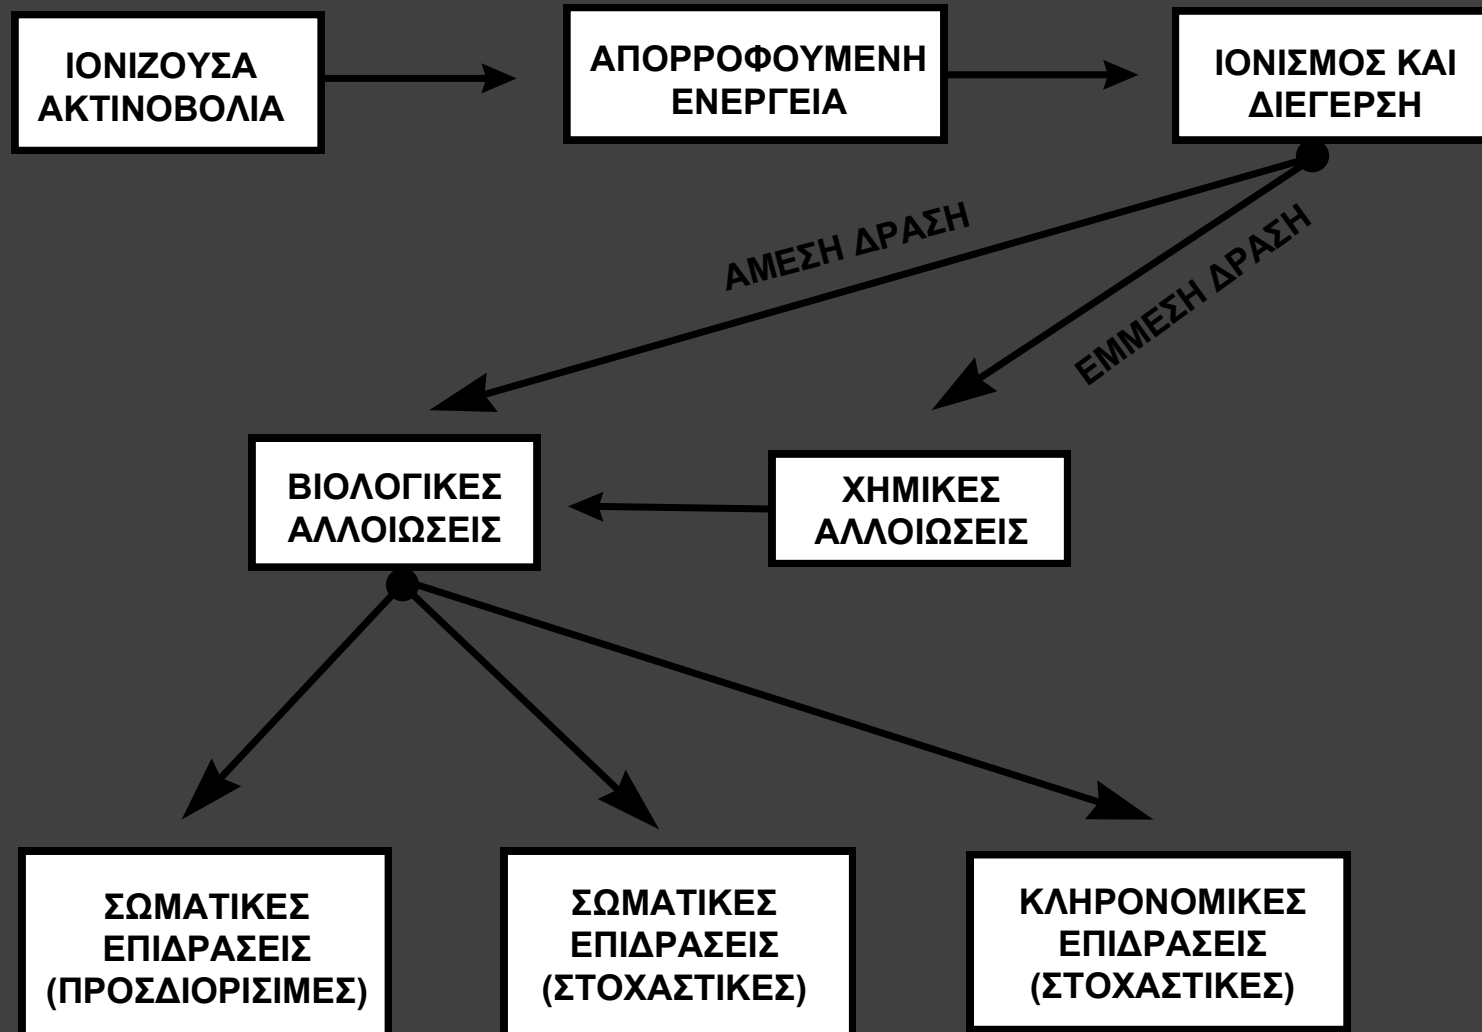 ΙΟΝΙΖΟΥΣΑ
ΑΚΤΙΝΟΒΟΛΙΑ
ΑΠΟΡΡΟΦΟΥΜΕΝΗ
ΕΝΕΡΓΕΙΑ
ΙΟΝΙΣΜΟΣ ΚΑΙ
ΔΙΕΓΕΡΣΗ
ΑΜΕΣΗ ΔΡΑΣΗ
ΕΜΜΕΣΗ ΔΡΑΣΗ
ΒΙΟΛΟΓΙΚΕΣ
ΑΛΛΟΙΩΣΕΙΣ
ΧΗΜΙΚΕΣ
ΑΛΛΟΙΩΣΕΙΣ
ΣΩΜΑΤΙΚΕΣ
ΕΠΙΔΡΑΣΕΙΣ
(ΠΡΟΣΔΙΟΡΙΣΙΜΕΣ)
ΣΩΜΑΤΙΚΕΣ
ΕΠΙΔΡΑΣΕΙΣ
(ΣΤΟΧΑΣΤΙΚΕΣ)
ΚΛΗΡΟΝΟΜΙΚΕΣ
ΕΠΙΔΡΑΣΕΙΣ
(ΣΤΟΧΑΣΤΙΚΕΣ)